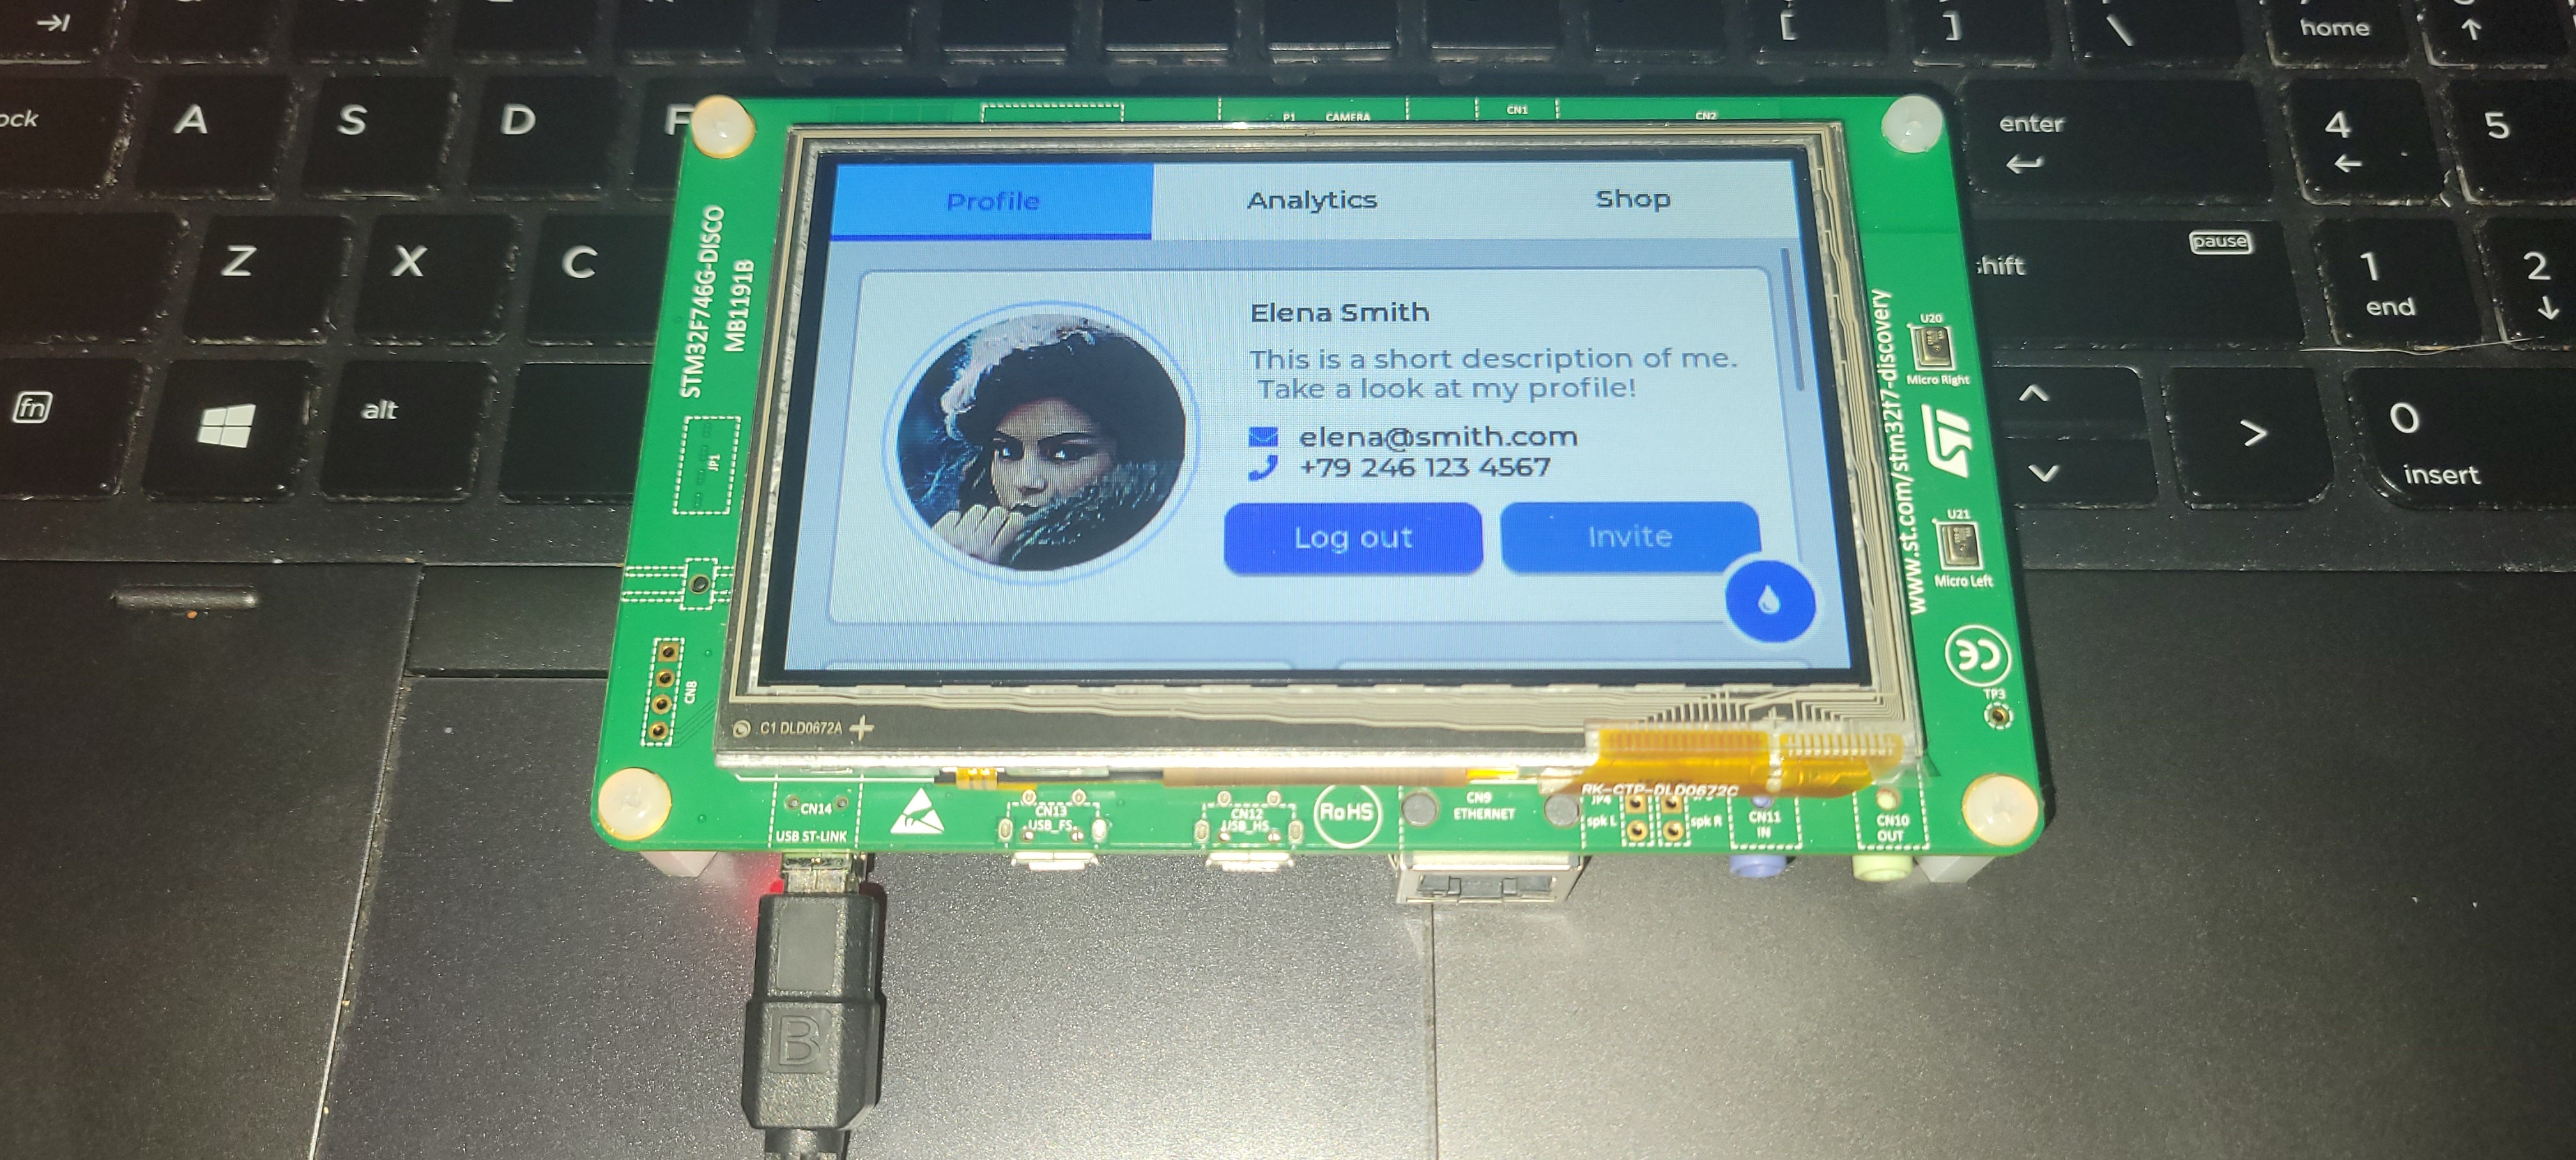 home
ock
A
S
D
F
enter
4
5
Z
X
C
shift
pause
1
end
2
fn
alt
0
insert
P1
CAMERA
CN1
CN2
STM32F746G-DISCO
MB1191B
JP1
CN8
Profile
Analytics
Shop
Elena Smith
This is a short description of me.
Take a look at my profile!
elena@smith.com
+79 246 123 4567
Log out
Invite
U20
Micro Right
www.st.com/stm32f7-discovery
ST
U21
Micro Left
CE
TP3
C1 DLD0672A
RK-CTP-DLD0672C
CN14
USB ST-LINK
CN13
USB_FS
CN12
USB_HS
RoHS
CN9
ETHERNET
JP4
spk L
spk R
CN11
IN
CN10
OUT
B